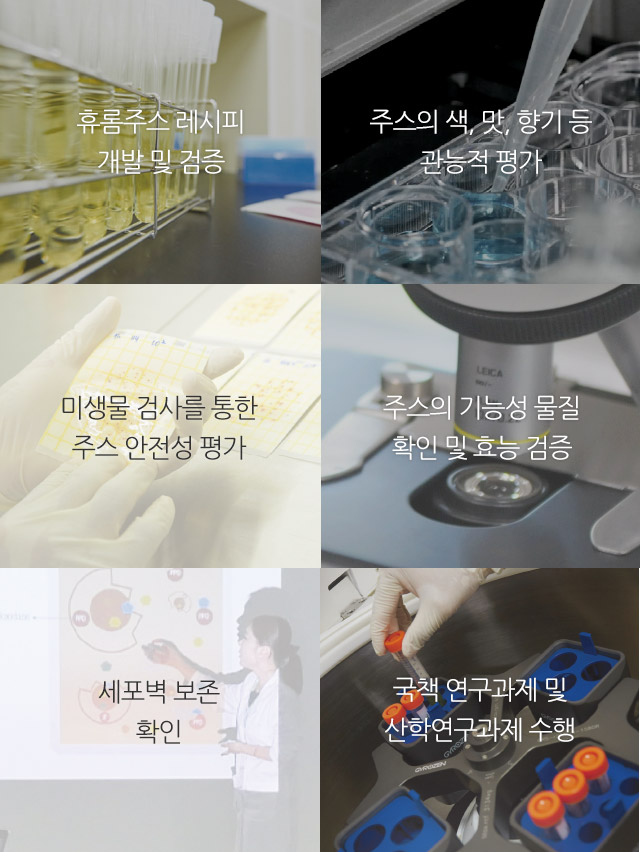 휴롬주스 레시피
개발 및 검증
주스의 색, 맛, 향기 등
관능적 평가
미생물 검사를 통한
주스 안전성 평가
LEICA
주스의 기능성 물질
확인 및 효능 검증
세포벽 보존
확인
국책 연구과제 및
산학연구과제 수행
GYROZEN